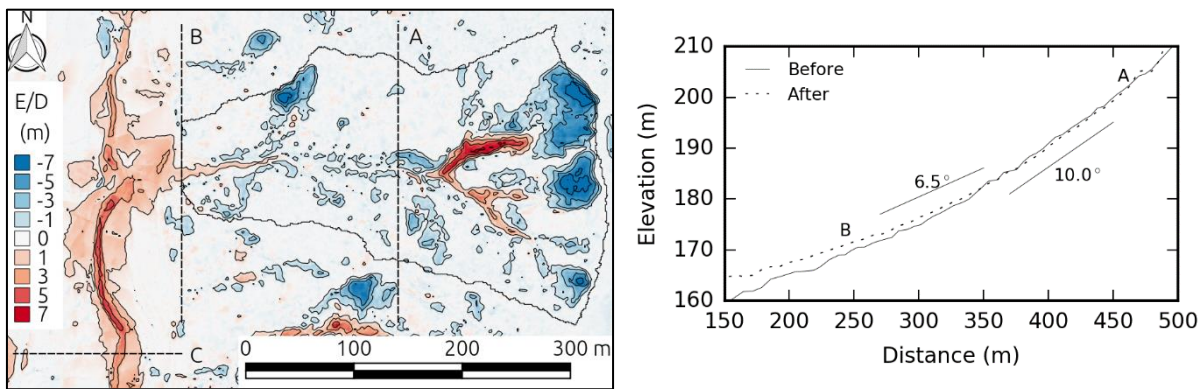 N
E/D
(m)
-7
-5
-3
-1
0
1
3
5
7
B
A
C
0 100 200 300 m
Before
After
A
B
6.5°
10.0°
Elevation (m)
210
200
190
180
170
160
150 200 250 300 350 400 450 500
Distance (m)